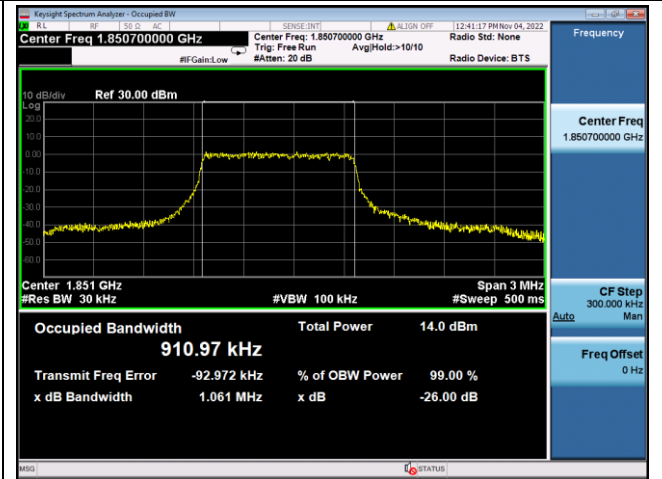 Keysight Spectrum Analyzer - Occupied BW
RL RF 50 Ω AC SENSE:INT ALIGN OFF 12:41:17 PM Nov 04, 2022
Center Freq 1.850700000 GHz
Center Freq: 1.850700000 GHz Radio Std: None
Trig: Free Run Avg|Hold:>10/10
#IFGain:Low #Atten: 20 dB Radio Device: BTS
Frequency
10 dB/div Ref 30.00 dBm
Log
20.0
10.0
0.00
-10.0
-20.0
-30.0
-40.0
-50.0
-60.0
Center Freq
1.850700000 GHz
Center 1.851 GHz Span 3 MHz
#Res BW 30 kHz #VBW 100 kHz #Sweep 500 ms
CF Step
300.000 kHz
Auto Man
Occupied Bandwidth Total Power 14.0 dBm
910.97 kHz
Transmit Freq Error -92.972 kHz % of OBW Power 99.00 %
x dB Bandwidth 1.061 MHz x dB -26.00 dB
Freq Offset
0 Hz
MSG STATUS